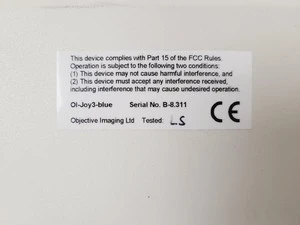 This device complies with Part 15 of the FCC Rules.
Operation is subject to the following two conditions:
(1) This device may not cause harmful interference, and
(2) This device must accept any interference received,
including interference that may cause undesired operation.
OI-Joy3-blue Serial No. B-8.311
Objective Imaging Ltd Tested: LS
CE